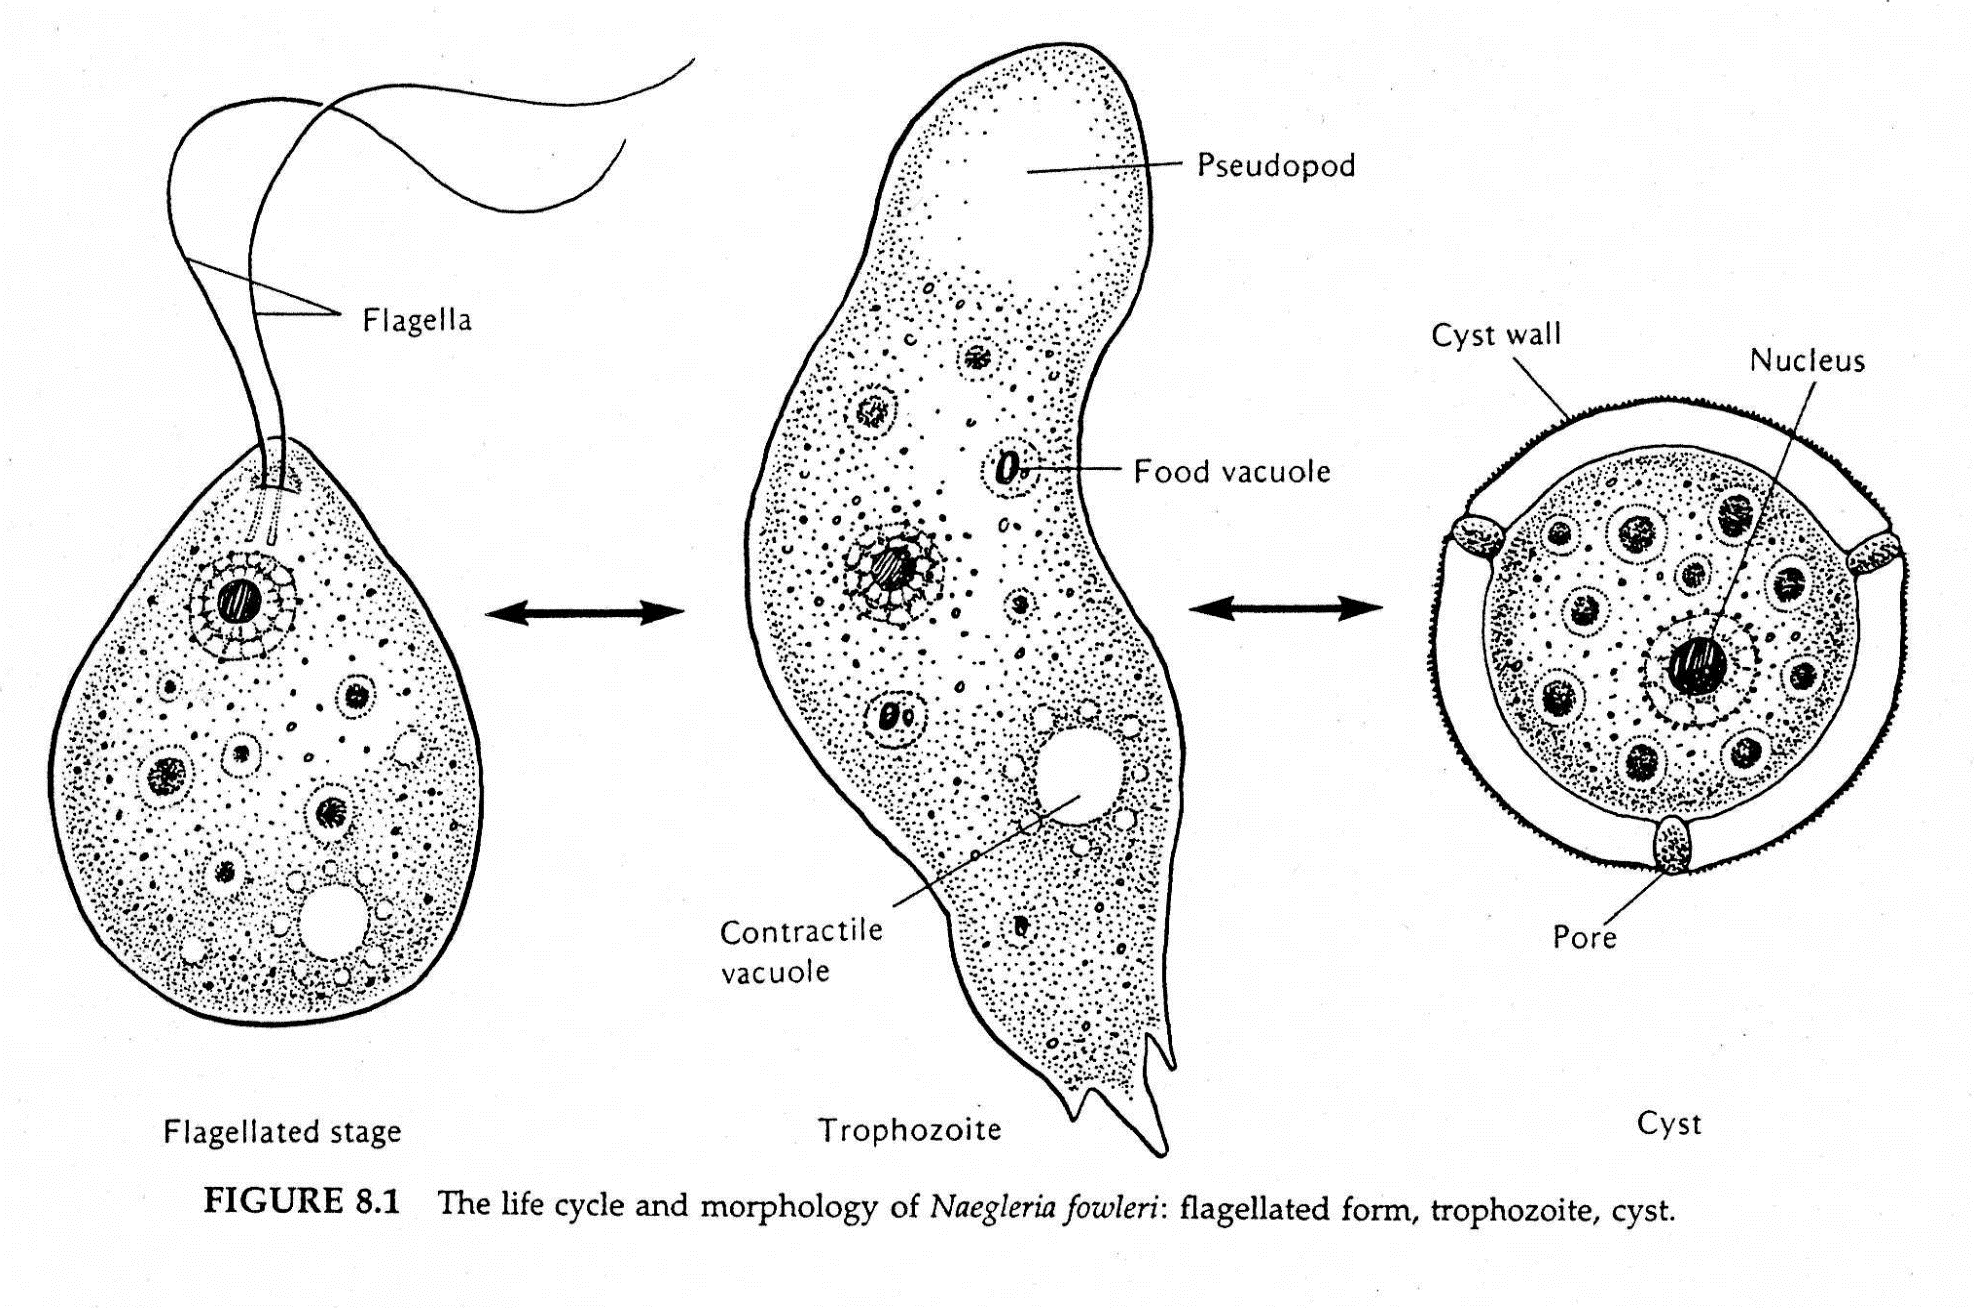 Pseudopod
Flagella
Cyst wall
Nucleus
Food vacuole
Contractile
vacuole
Pore
Flagellated stage
Trophozoite
Cyst
FIGURE 8.1 The life cycle and morphology of Naegleria fowleri: flagellated form, trophozoite, cyst.